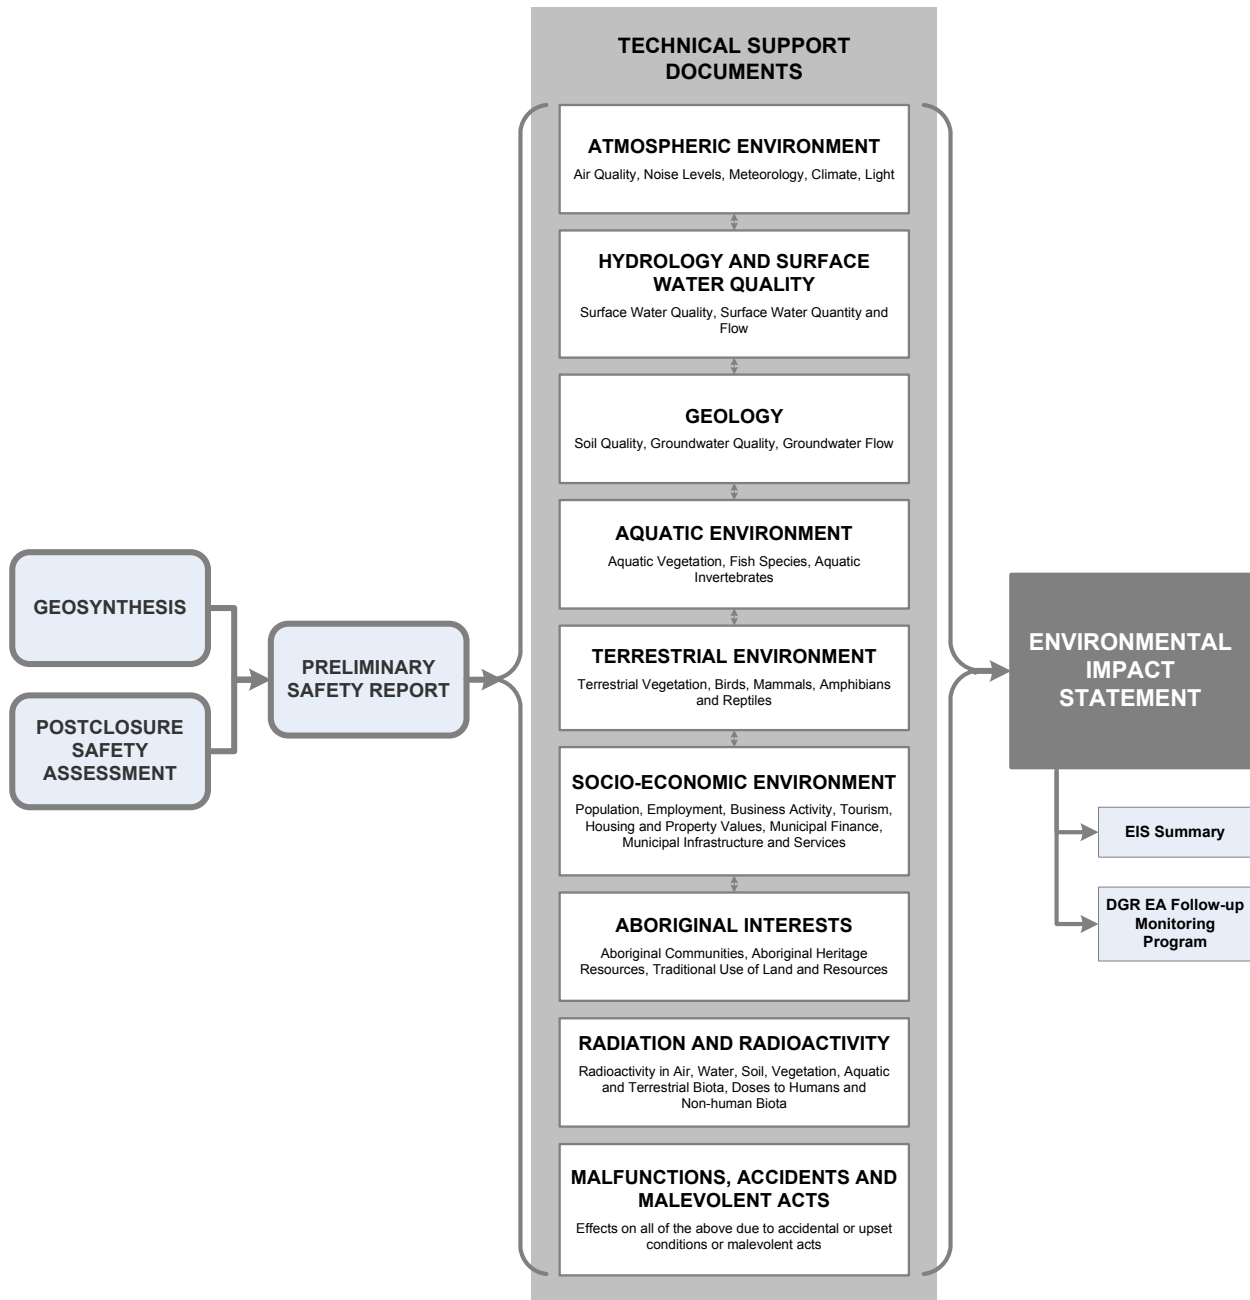 TECHNICAL SUPPORT
DOCUMENTS
ATMOSPHERIC ENVIRONMENT
Air Quality, Noise Levels, Meteorology, Climate, Light
HYDROLOGY AND SURFACE
WATER QUALITY
Surface Water Quality, Surface Water Quantity and
Flow
GEOLOGY
Soil Quality, Groundwater Quality, Groundwater Flow
AQUATIC ENVIRONMENT
Aquatic Vegetation, Fish Species, Aquatic
Invertebrates
TERRESTRIAL ENVIRONMENT
Terrestrial Vegetation, Birds, Mammals, Amphibians
and Reptiles
SOCIO-ECONOMIC ENVIRONMENT
Population, Employment, Business Activity, Tourism,
Housing and Property Values, Municipal Finance,
Municipal Infrastructure and Services
ABORIGINAL INTERESTS
Aboriginal Communities, Aboriginal Heritage
Resources, Traditional Use of Land and Resources
RADIATION AND RADIOACTIVITY
Radioactivity in Air, Water, Soil, Vegetation, Aquatic
and Terrestrial Biota, Doses to Humans and
Non-human Biota
MALFUNCTIONS, ACCIDENTS AND
MALEVOLENT ACTS
Effects on all of the above due to accidental or upset
conditions or malevolent acts
GEOSYNTHESIS
POSTCLOSURE
SAFETY
ASSESSMENT
PRELIMINARY
SAFETY REPORT
ENVIRONMENTAL
IMPACT
STATEMENT
EIS Summary
DGR EA Follow-up
Monitoring
Program